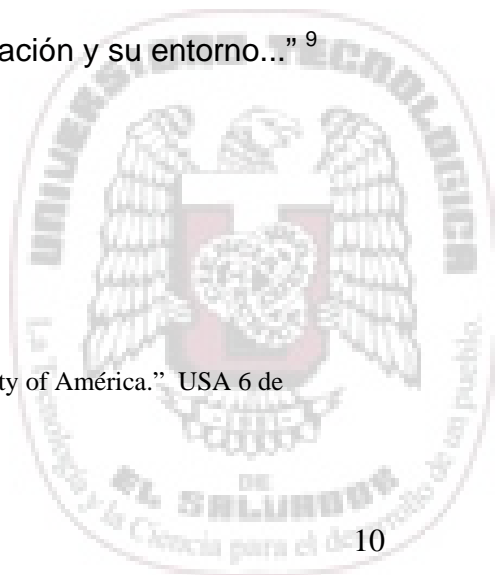 ación y su entorno...” 9
UNIVERSIDAD TECNOLOGICA
ty of América.” USA 6 de
DE
EL SALVADOR
La Tecnología y la Ciencia para el desarrollo de un pueblo.
10